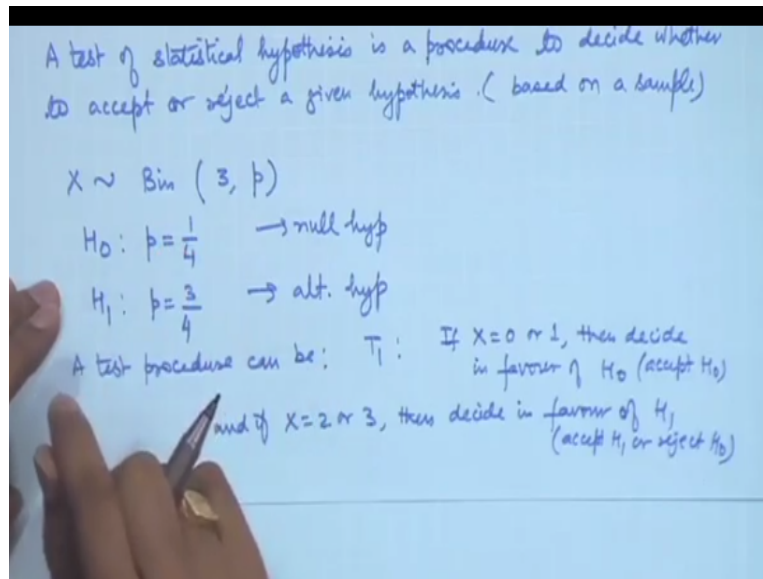 A test of statistical hypothesis is a procedure to decide whether
to accept or reject a given hypothesis. ( based on a sample)
X ~ Bin ( 3, p)
H0 : p = 1/4 → null hyp
H1 : p = 3/4 → alt. hyp
A test procedure can be : T1 : If X=0 or 1, then decide
in favour of H0 (accept H0)
and if X=2 or 3, then decide in favour of H1
(accept H1 or reject H0)